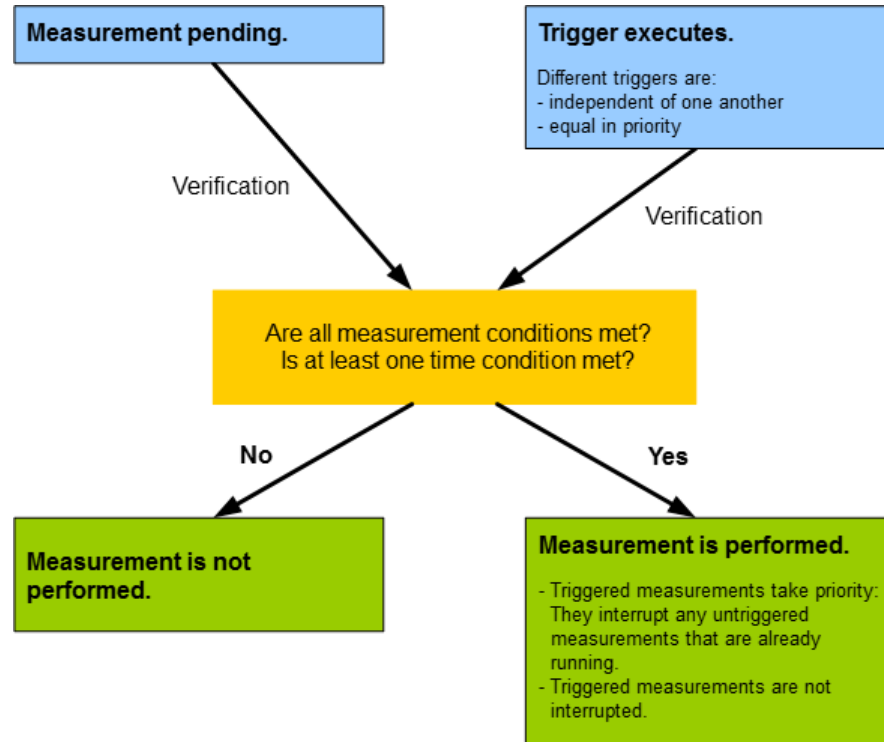 Measurement pending.
Trigger executes.
Different triggers are:
- independent of one another
- equal in priority
Verification
Verification
Are all measurement conditions met?
Is at least one time condition met?
No
Yes
Measurement is not
performed.
Measurement is performed.
- Triggered measurements take priority:
They interrupt any untriggered
measurements that are already
running.
- Triggered measurements are not
interrupted.